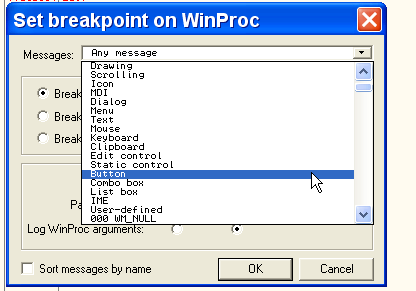 Set breakpoint on WinProc
Messages: Any message
Drawing
Scrolling
Icon
MDI
Dialog
Menu
Text
Mouse
Keyboard
Clipboard
Edit control
Static control
Button
Combo box
List box
IME
User-defined
000 WM_NULL
Break
Break
Break
Pa
Log WinProc arguments:
Sort messages by name
OK
Cancel